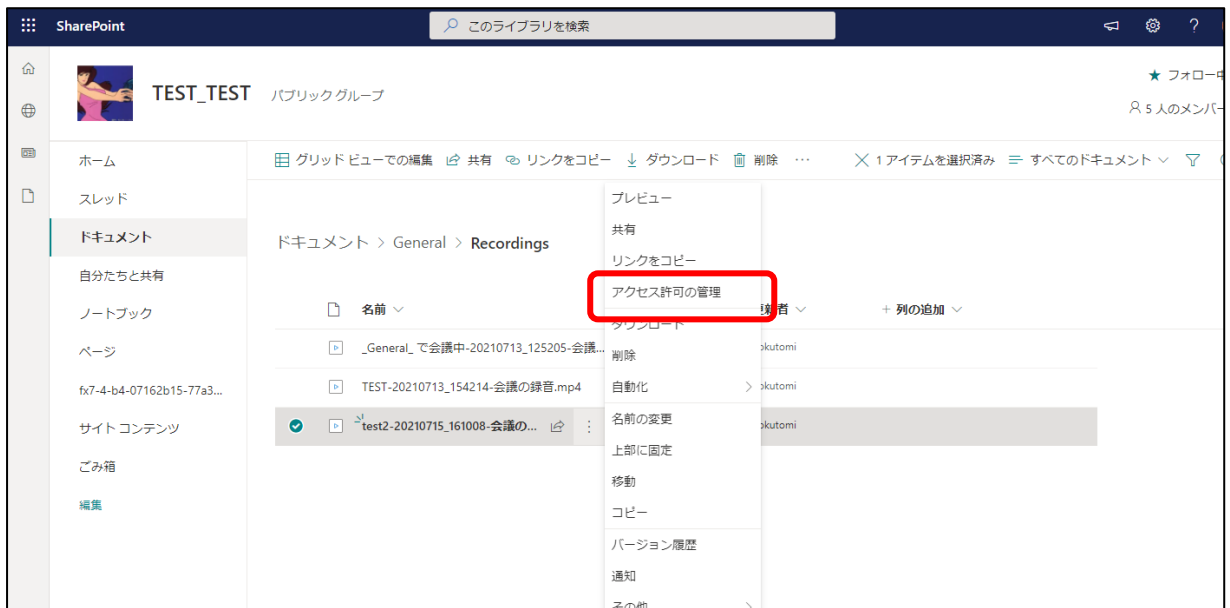 SharePoint
このライブラリを検索
?
TEST_TEST パブリック グループ
★ フォロー中
5 人のメンバー
ホーム
スレッド
ドキュメント
自分たちと共有
ノートブック
ページ
fx7-4-b4-07162b15-77a3...
サイト コンテンツ
ごみ箱
編集
グリッド ビューでの編集 共有 リンクをコピー ダウンロード 削除 ··· 1 アイテムを選択済み すべてのドキュメント
ドキュメント > General > Recordings
名前 更新者 + 列の追加
_General_ で会議中-20210713_125205-会議... okutomi
TEST-20210713_154214-会議の録音.mp4 okutomi
test2-20210715_161008-会議の... okutomi
プレビュー
共有
リンクをコピー
アクセス許可の管理
ダウンロード
削除
自動化 >
名前の変更
上部に固定
移動
コピー
バージョン履歴
通知
その他 >